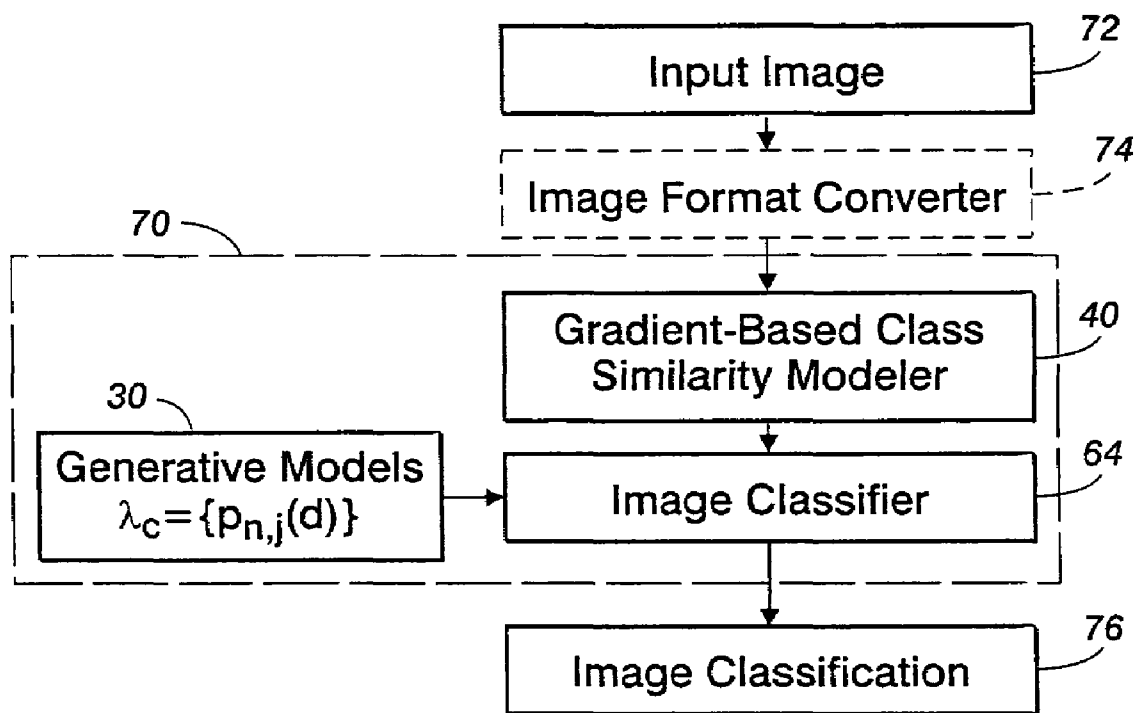 72
Input Image
74
Image Format Converter
70
Gradient-Based Class
Similarity Modeler
40
30
Generative Models
λc={pn,j(d)}
Image Classifier
64
Image Classification
76